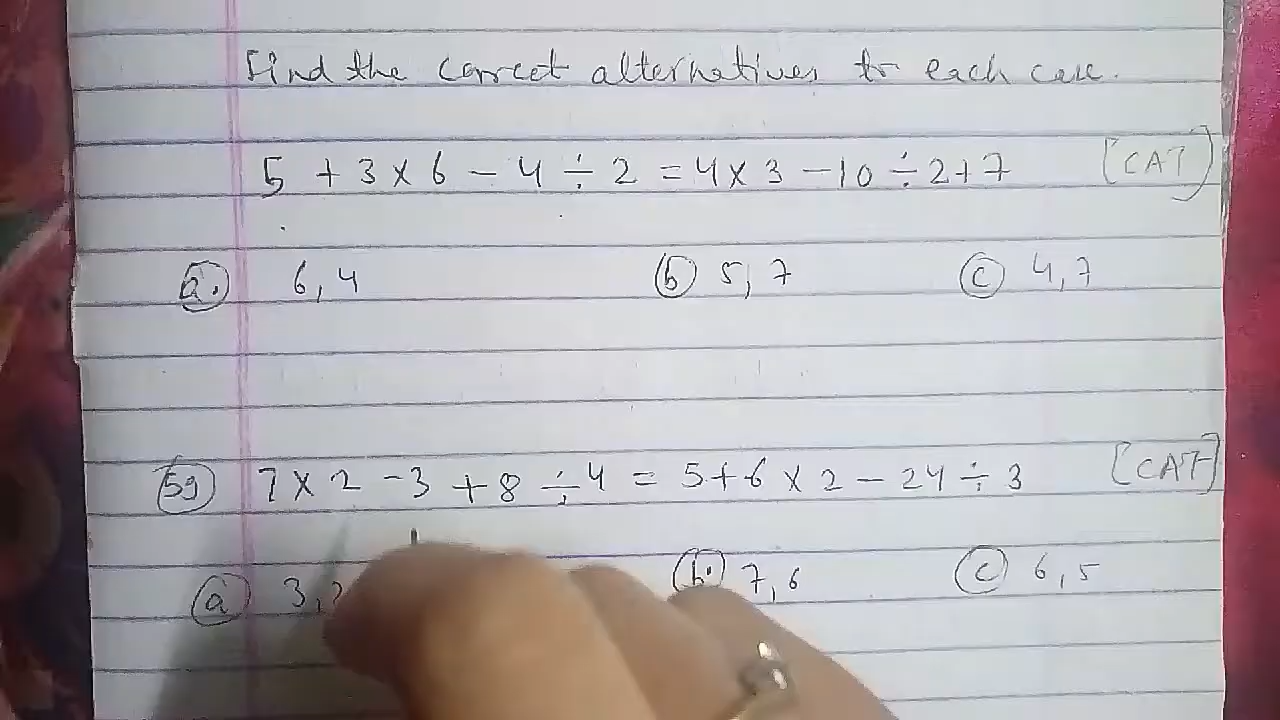 Find the correct alternatives to each case.
5 + 3 × 6 - 4 ÷ 2 = 4 × 3 - 10 ÷ 2 + 7 [CAT]
(a.) 6, 4 (b) 5, 7 (c) 4, 7
(59) 7 × 2 - 3 + 8 ÷ 4 = 5 + 6 × 2 - 24 ÷ 3 [CAT]
(a) 3, (b.) 7, 6 (c) 6, 5